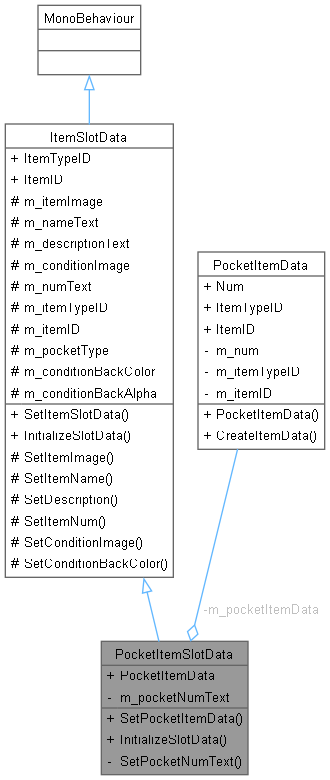 MonoBehaviour
ItemSlotData
+ ItemTypeID
+ ItemID
# m_itemImage
# m_nameText
# m_descriptionText
# m_conditionImage
# m_numText
# m_itemTypeID
# m_itemID
# m_pocketType
# m_conditionBackColor
# m_conditionBackAlpha
+ SetItemSlotData()
+ InitializeSlotData()
# SetItemImage()
# SetItemName()
# SetDescription()
# SetItemNum()
# SetConditionImage()
# SetConditionBackColor()
PocketItemData
+ Num
+ ItemTypeID
+ ItemID
- m_num
- m_itemTypeID
- m_itemID
+ PocketItemData()
+ CreateItemData()
-m_pocketItemData
PocketItemSlotData
+ PocketItemData
- m_pocketNumText
+ SetPocketItemData()
+ InitializeSlotData()
- SetPocketNumText()